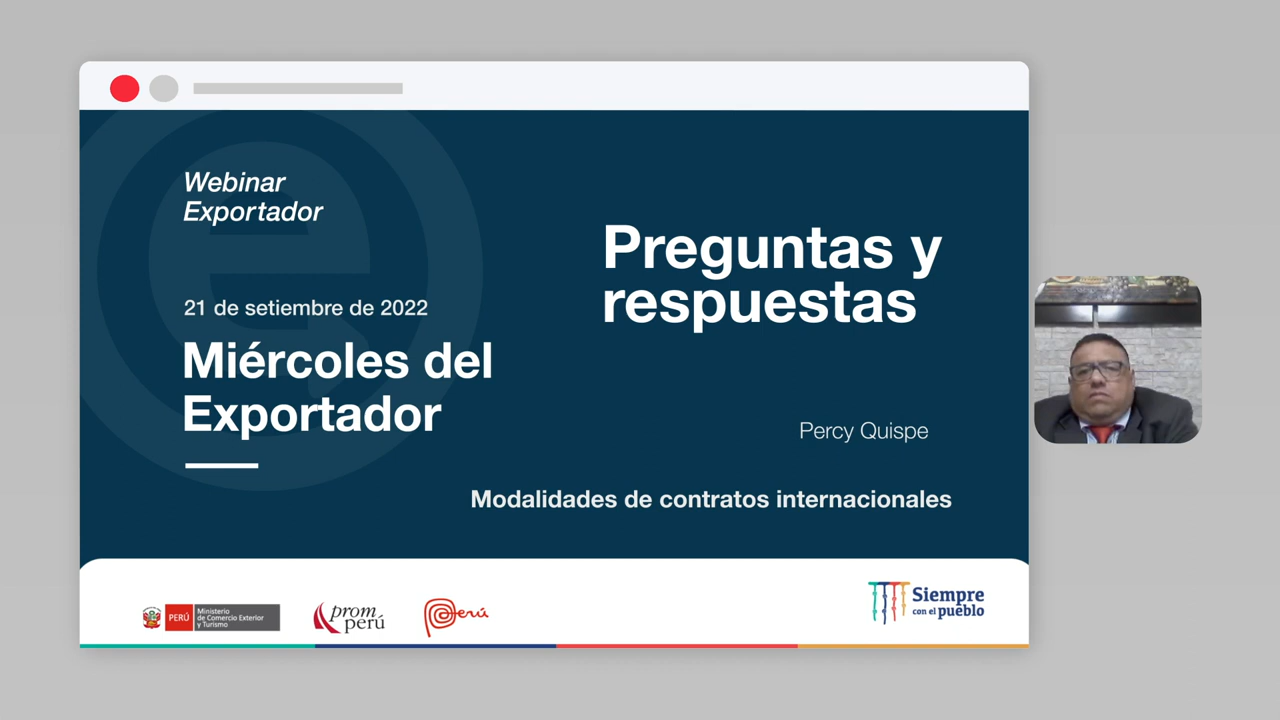 Webinar
Exportador
21 de setiembre de 2022
Miércoles del
Exportador
Preguntas y
respuestas
Percy Quispe
Modalidades de contratos internacionales
PERÚ
Ministerio
de Comercio Exterior
y Turismo
prom
perú
Perú
Siempre
con el pueblo